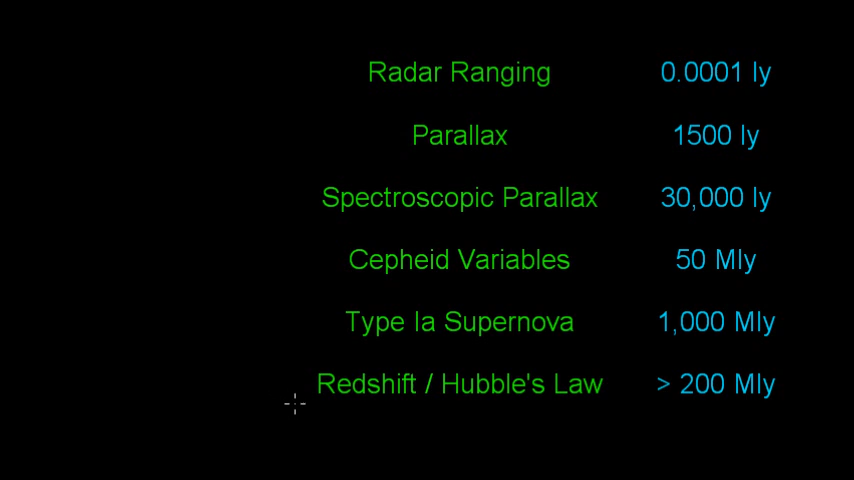 Radar Ranging 0.0001 ly
Parallax 1500 ly
Spectroscopic Parallax 30,000 ly
Cepheid Variables 50 Mly
Type Ia Supernova 1,000 Mly
Redshift / Hubble's Law > 200 Mly